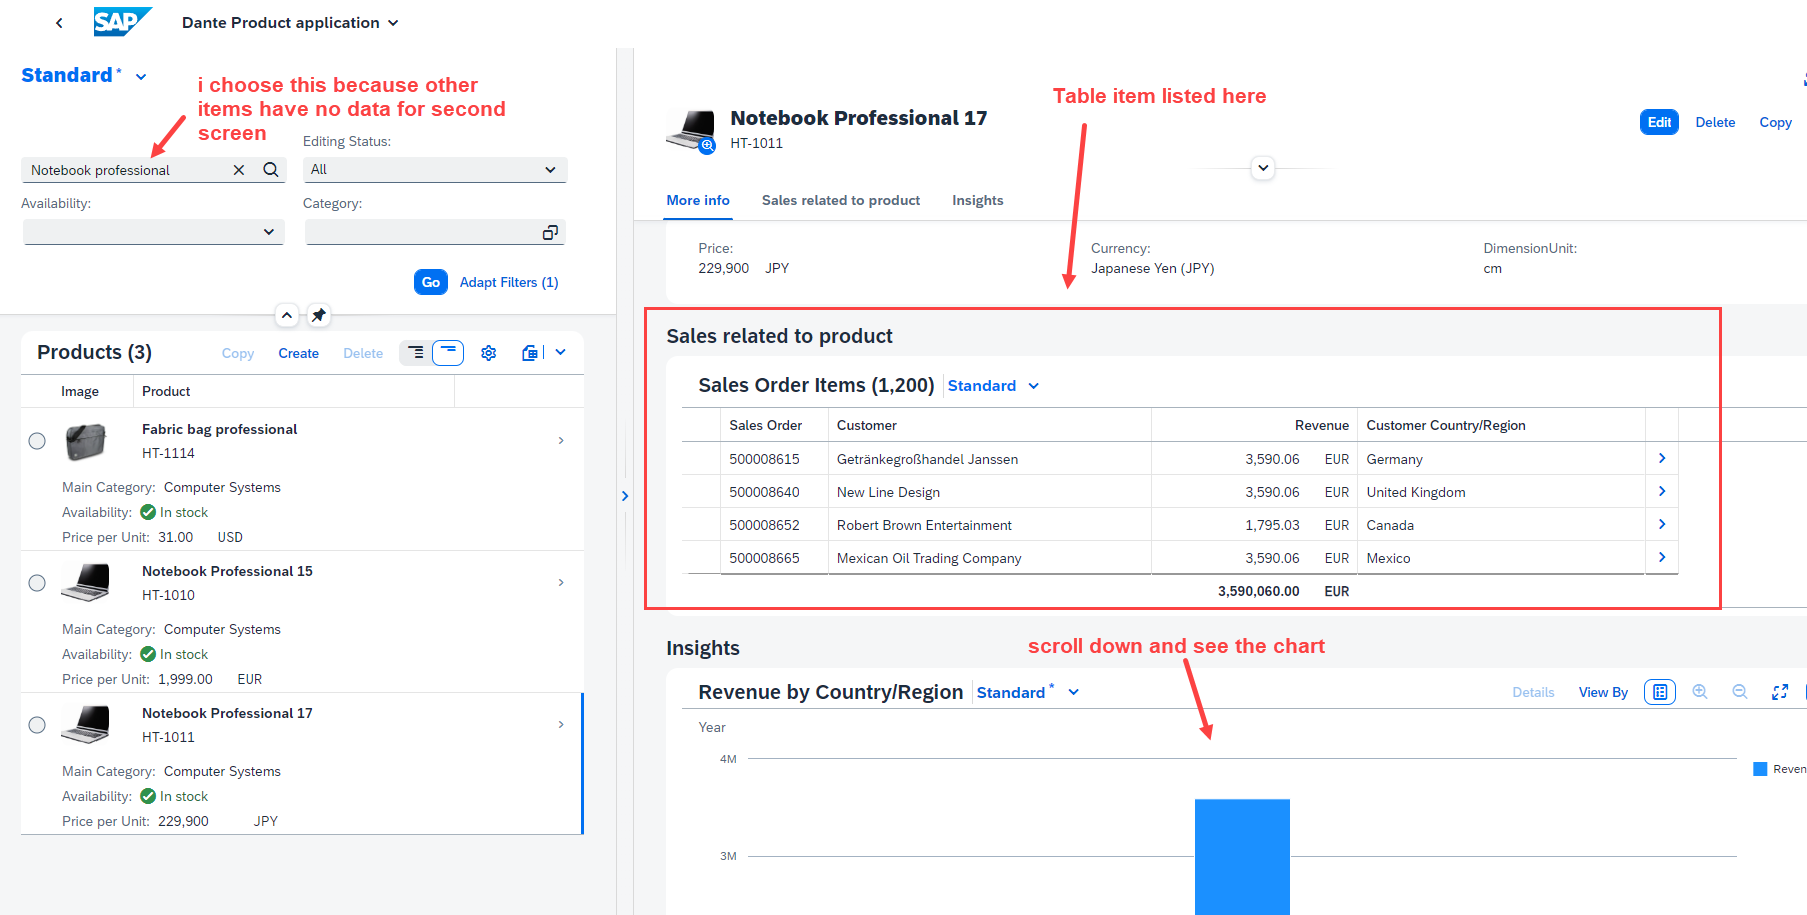 SAP
Dante Product application
Standard *
i choose this because other
items have no data for second
screen
Editing Status:
Notebook professional
All
Availability:
Category:
Go
Adapt Filters (1)
Products (3)
Copy
Create
Delete
Image
Product
Fabric bag professional
HT-1114
Main Category: Computer Systems
Availability: In stock
Price per Unit: 31.00 USD
Notebook Professional 15
HT-1010
Main Category: Computer Systems
Availability: In stock
Price per Unit: 1,999.00 EUR
Notebook Professional 17
HT-1011
Main Category: Computer Systems
Availability: In stock
Price per Unit: 229,900 JPY
Table item listed here
Notebook Professional 17
HT-1011
Edit
Delete
Copy
More info
Sales related to product
Insights
Price:
229,900 JPY
Currency:
Japanese Yen (JPY)
DimensionUnit:
cm
Sales related to product
Sales Order Items (1,200)
Standard
Sales Order Customer Revenue Customer Country/Region
500008615 Getränkegroßhandel Janssen 3,590.06 EUR Germany
500008640 New Line Design 3,590.06 EUR United Kingdom
500008652 Robert Brown Entertainment 1,795.03 EUR Canada
500008665 Mexican Oil Trading Company 3,590.06 EUR Mexico
3,590,060.00 EUR
Insights
scroll down and see the chart
Revenue by Country/Region
Standard *
Details
View By
Year
4M
Reven
3M